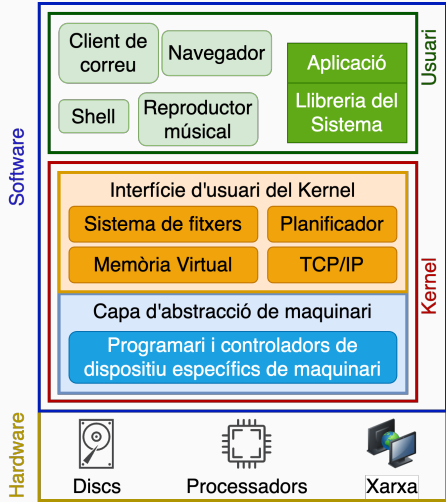 Client de
correu
Navegador
Shell
Reproductor
músical
Aplicació
Llibreria del
Sistema
Usuari
Software
Interfície d'usuari del Kernel
Sistema de fitxers
Planificador
Memòria Virtual
TCP/IP
Capa d'abstracció de maquinari
Programari i controladors de
dispositiu específics de maquinari
Kernel
Hardware
Discs
Processadors
Xarxa